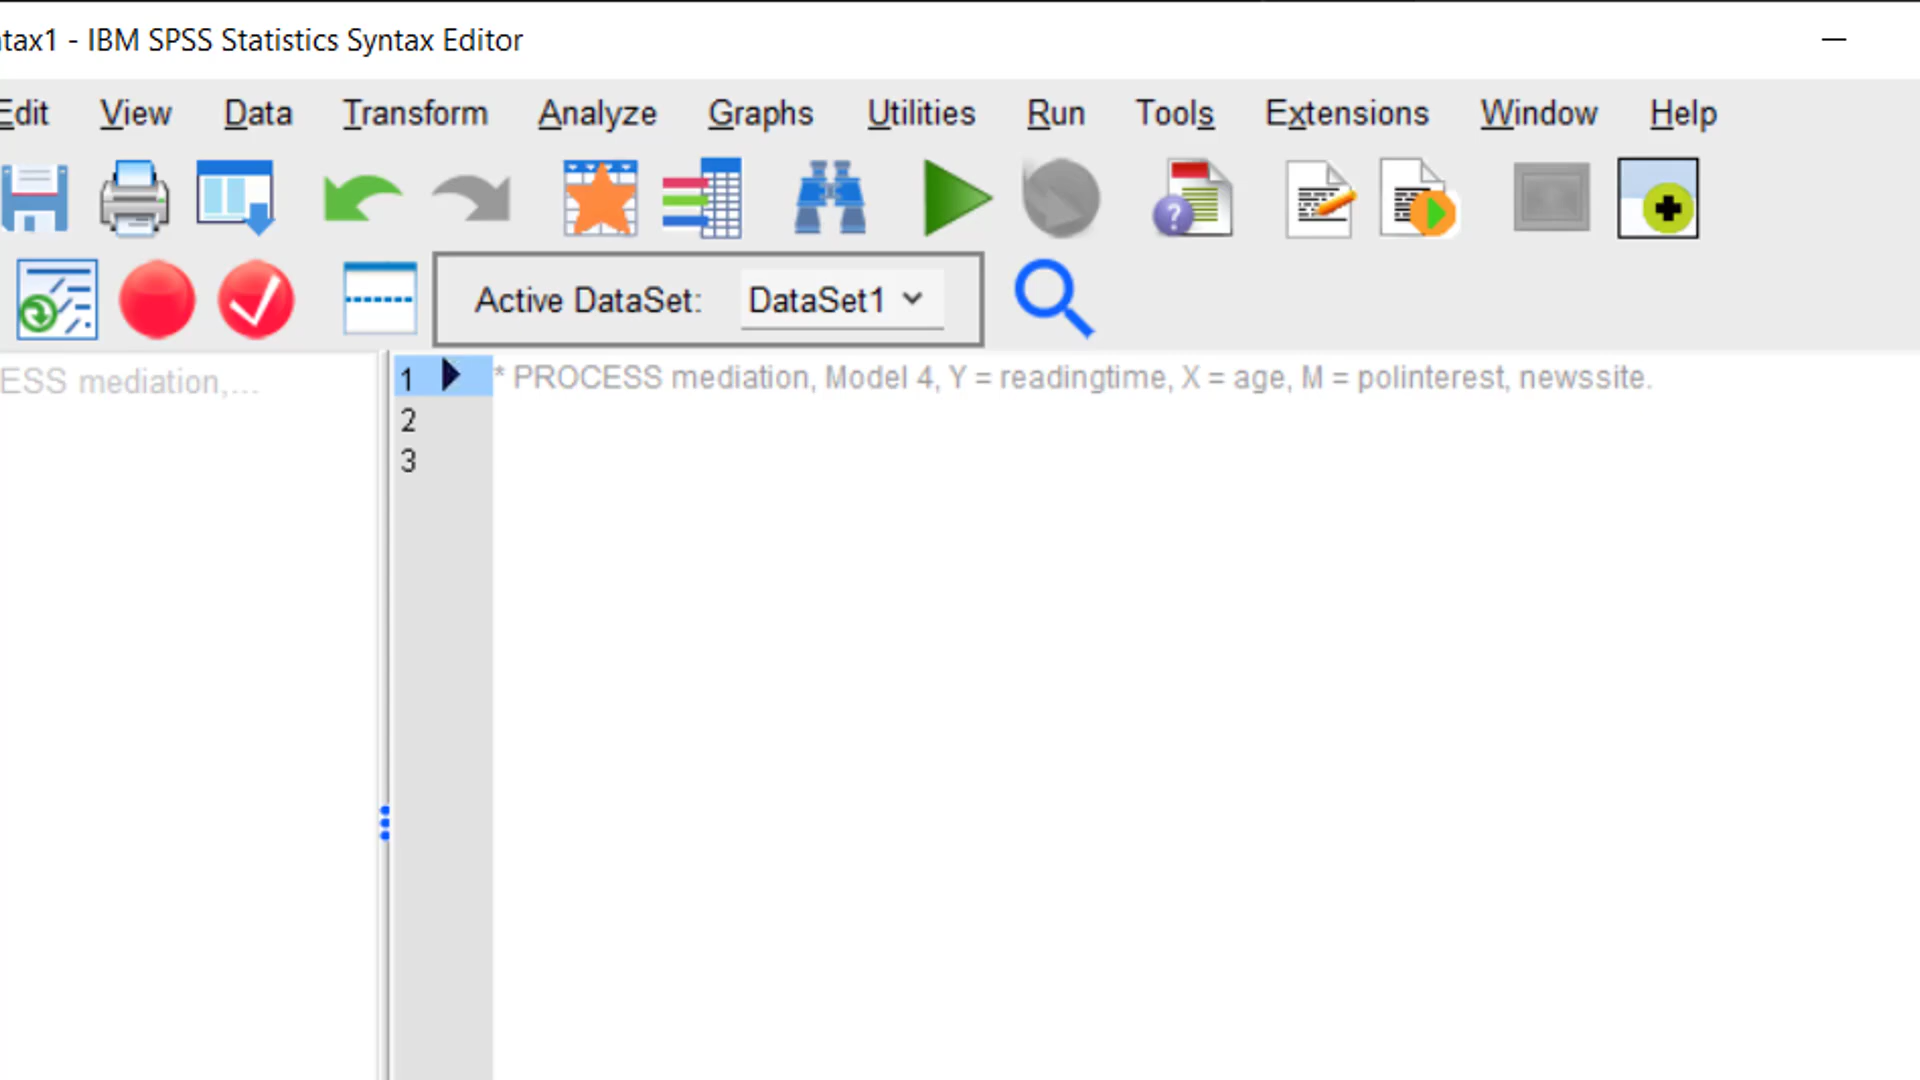 ntax1 - IBM SPSS Statistics Syntax Editor
Edit View Data Transform Analyze Graphs Utilities Run Tools Extensions Window Help
Active DataSet: DataSet1
ESS mediation,...
1 * PROCESS mediation, Model 4, Y = readingtime, X = age, M = polinterest, newssite.
2
3